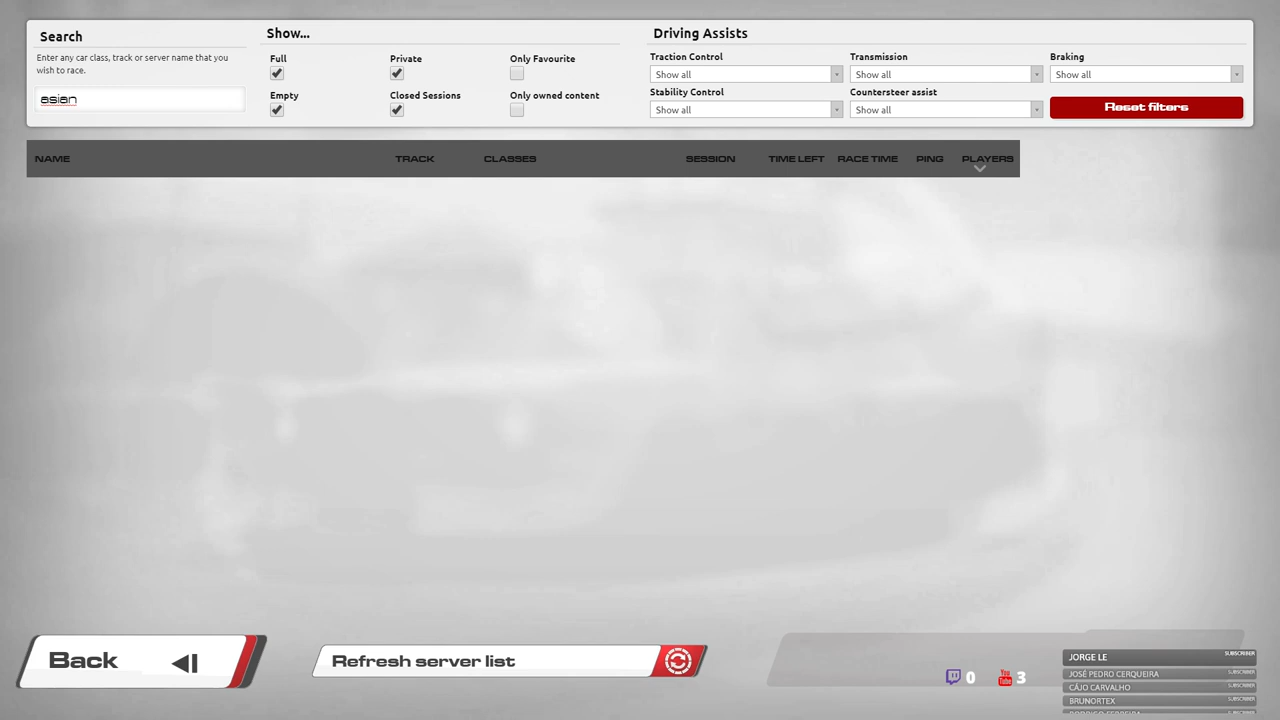 Search
Enter any car class, track or server name that you
wish to race.
asian
Show...
Full
Private
Only Favourite
Empty
Closed Sessions
Only owned content
Driving Assists
Traction Control
Transmission
Braking
Show all
Show all
Show all
Stability Control
Countersteer assist
Show all
Show all
Reset filters
NAME
TRACK
CLASSES
SESSION
TIME LEFT
RACE TIME
PING
PLAYERS
Back
Refresh server list
0
You
Tube
3
JORGE LE
SUBSCRIBER
JOSÉ PEDRO CERQUEIRA
SUBSCRIBER
CÁJO CARVALHO
SUBSCRIBER
BRUNORTEX
SUBSCRIBER